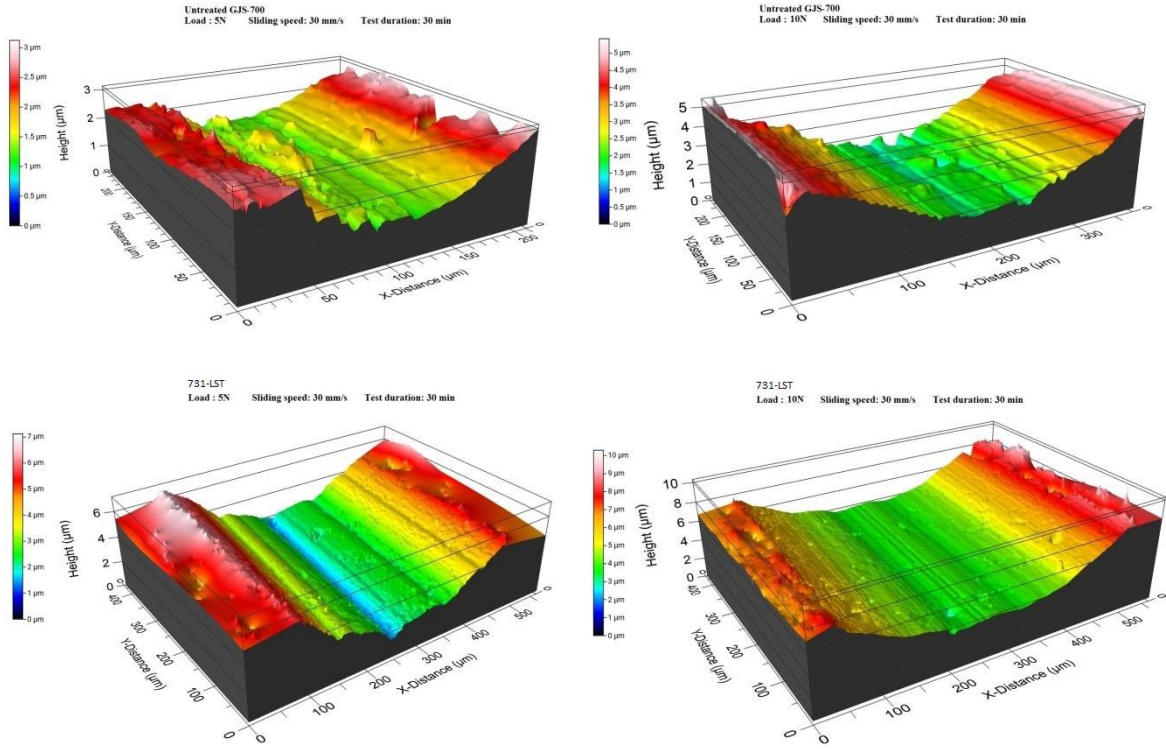 Untreated GJS-700
Load : 5N Sliding speed: 30 mm/s Test duration: 30 min
3 µm
2.5 µm
2 µm
1.5 µm
1 µm
0.5 µm
0 µm
Height (µm)
3
2
1
0
Y-Distance (µm)
0
200
150
100
50
0
X-Distance (µm)
0
50
100
150
200
0
Untreated GJS-700
Load : 10N Sliding speed: 30 mm/s Test duration: 30 min
5 µm
4.5 µm
4 µm
3.5 µm
3 µm
2.5 µm
2 µm
1.5 µm
1 µm
0.5 µm
0 µm
Height (µm)
5
4
3
2
1
0
Y-Distance (µm)
0
200
150
100
50
0
X-Distance (µm)
0
100
200
300
0
731-LST
Load : 5N Sliding speed: 30 mm/s Test duration: 30 min
7 µm
6 µm
5 µm
4 µm
3 µm
2 µm
1 µm
0 µm
Height (µm)
6
4
2
0
Y-Distance (µm)
0
400
300
200
100
0
X-Distance (µm)
0
100
200
300
400
500
0
731-LST
Load : 10N Sliding speed: 30 mm/s Test duration: 30 min
10 µm
9 µm
8 µm
7 µm
6 µm
5 µm
4 µm
3 µm
2 µm
1 µm
0 µm
Height (µm)
10
8
6
4
2
0
Y-Distance (µm)
0
400
300
200
100
0
X-Distance (µm)
0
100
200
300
400
500
0